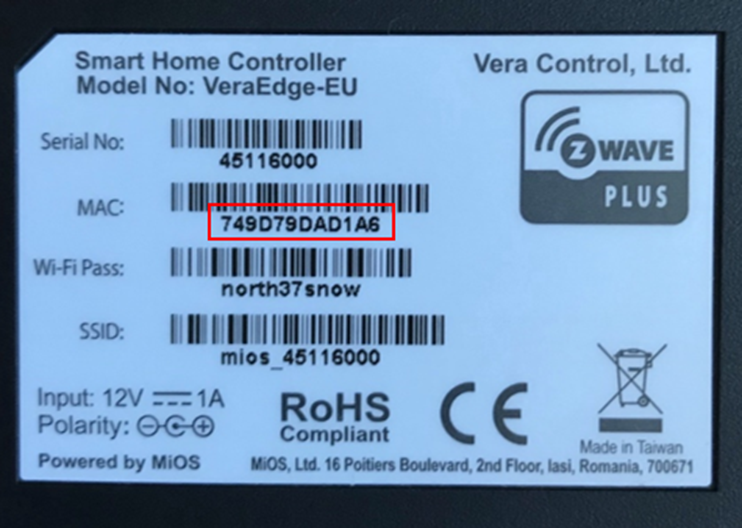 Smart Home Controller
Model No: VeraEdge-EU
Vera Control, Ltd.
Serial No:
45116000
Z WAVE
PLUS
MAC:
749D79DAD1A6
Wi-Fi Pass:
north37snow
SSID:
mios_45116000
Input: 12V 1A
Polarity:
RoHS
Compliant
CE
Made in Taiwan
Powered by MiOS
MiOS, Ltd. 16 Poitiers Boulevard, 2nd Floor, Iasi, Romania, 700671